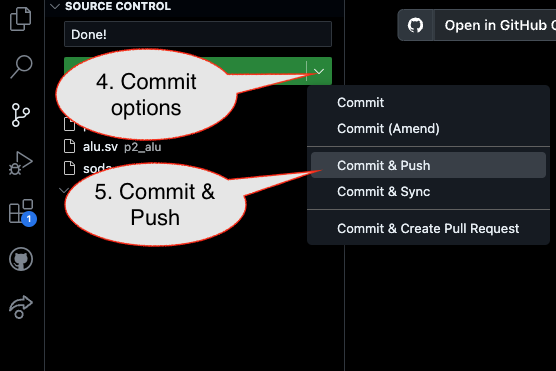 SOURCE CONTROL
Done!
Open in GitHub
4. Commit
options
Commit
Commit (Amend)
alu.sv p2_alu
soda
5. Commit &
Push
Commit & Push
Commit & Sync
Commit & Create Pull Request
1